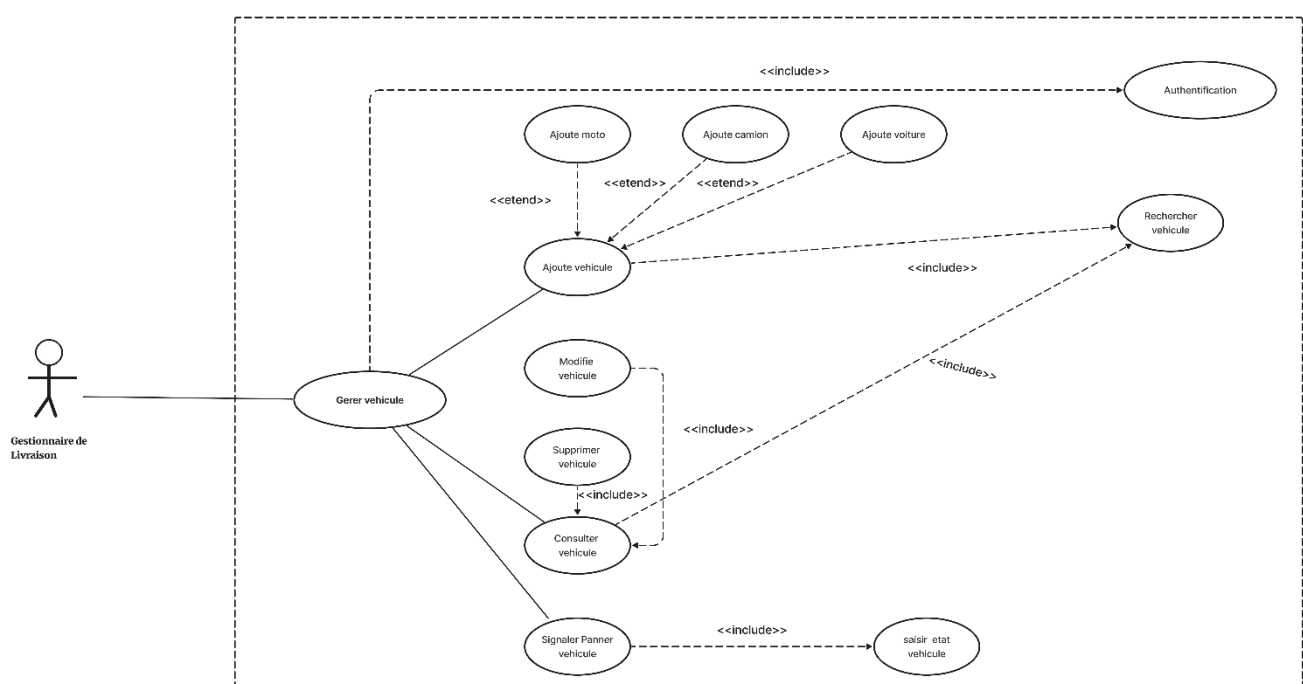 <<include>>
Authentification
Ajoute moto
Ajoute camion
Ajoute voiture
<<etend>>
<<etend>>
<<etend>>
Rechercher
vehicule
Ajoute vehicule
<<include>>
Modifie
vehicule
<<include>>
Gerer vehicule
Gestionnaire de
Livraison
<<include>>
Supprimer
vehicule
<<include>>
Consulter
vehicule
Signaler Panner
vehicule
<<include>>
saisir etat
vehicule